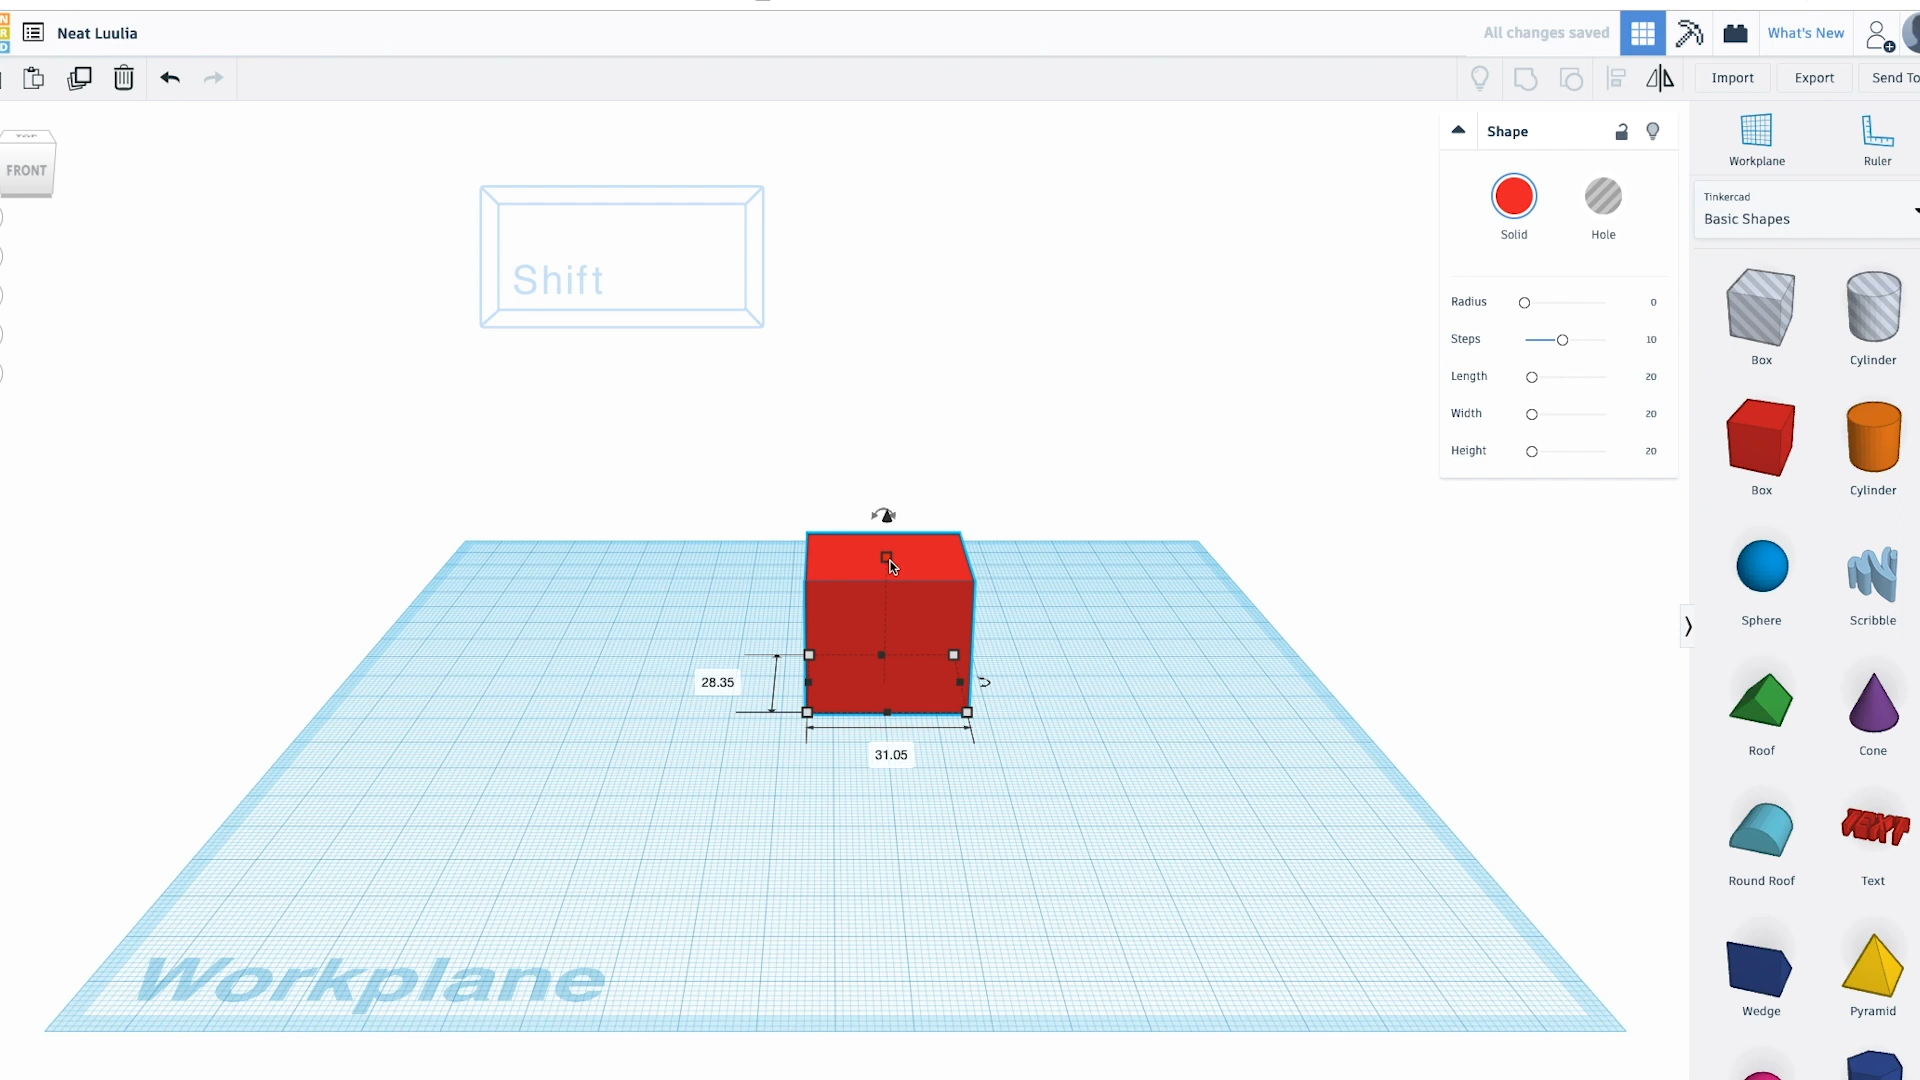 Neat Luulia
All changes saved
What's New
Import
Export
Send To
TOP
FRONT
Shift
Shape
Solid
Hole
Radius 0
Steps 10
Length 20
Width 20
Height 20
Workplane
Ruler
Tinkercad
Basic Shapes
Box
Cylinder
Box
Cylinder
Sphere
Scribble
Roof
Cone
Round Roof
TEXT
Text
Wedge
Pyramid
28.35
31.05
Workplane